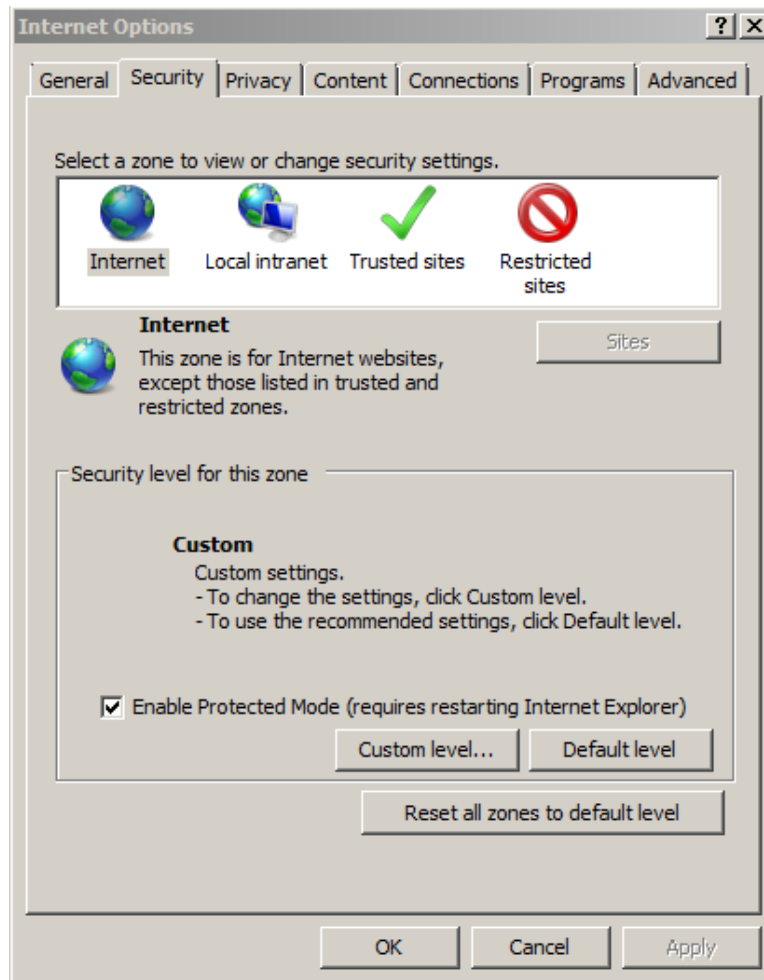 Internet Options
General Security Privacy Content Connections Programs Advanced
Select a zone to view or change security settings.
Internet Local intranet Trusted sites Restricted
sites
Internet
Sites
This zone is for Internet websites,
except those listed in trusted and
restricted zones.
Security level for this zone
Custom
Custom settings.
- To change the settings, click Custom level.
- To use the recommended settings, click Default level.
Enable Protected Mode (requires restarting Internet Explorer)
Custom level... Default level
Reset all zones to default level
OK Cancel Apply